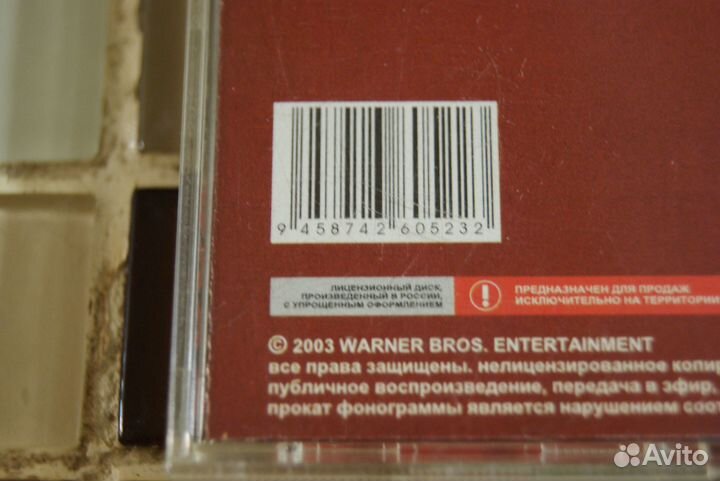 9 458742 605232
ЛИЦЕНЗИОННЫЙ ДИСК,
ПРОИЗВЕДЕННЫЙ В РОССИИ,
С УПРОЩЕННЫМ ОФОРМЛЕНИЕМ
! ПРЕДНАЗНАЧЕН ДЛЯ ПРОДАЖ
ИСКЛЮЧИТЕЛЬНО НА ТЕРРИТОРИИ
© 2003 WARNER BROS. ENTERTAINMENT
все права защищены. нелицензированное копир
публичное воспроизведение, передача в эфир.
прокат фонограммы является нарушением соот
Avito